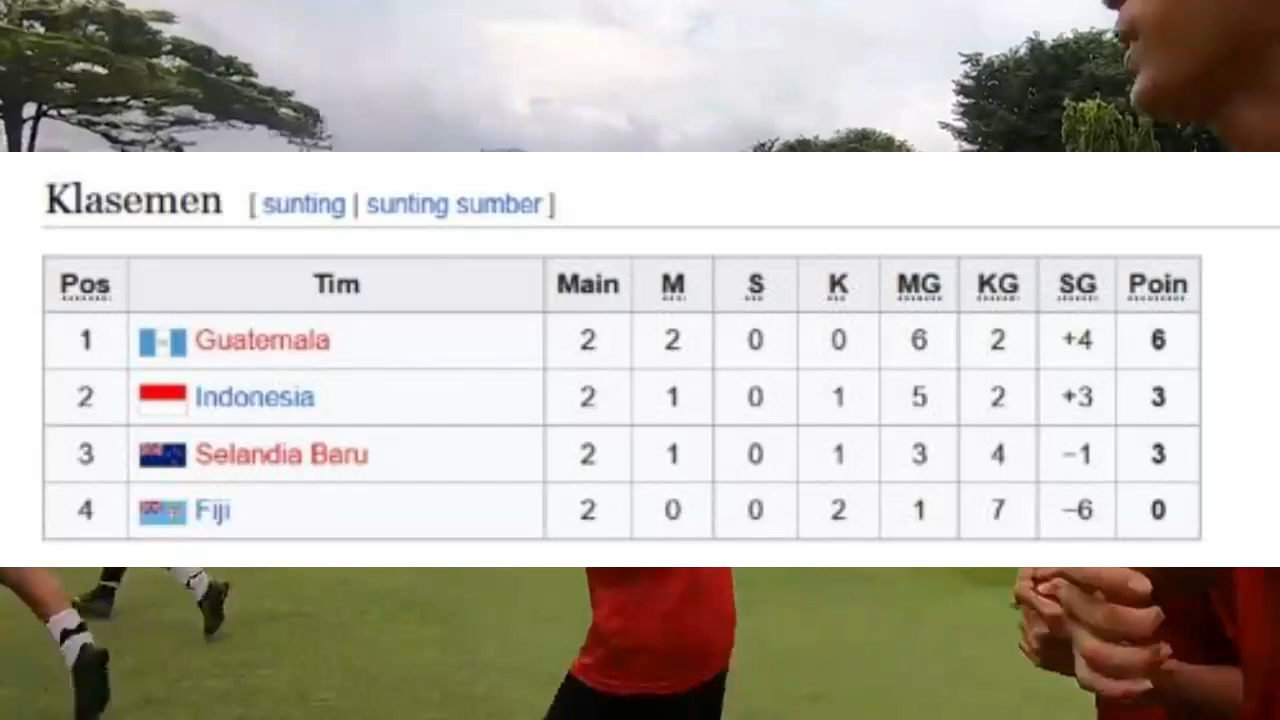 Klasemen [ sunting | sunting sumber ]
Pos Tim Main M S K MG KG SG Poin
1 Guatemala 2 2 0 0 6 2 +4 6
2 Indonesia 2 1 0 1 5 2 +3 3
3 Selandia Baru 2 1 0 1 3 4 −1 3
4 Fiji 2 0 0 2 1 7 −6 0